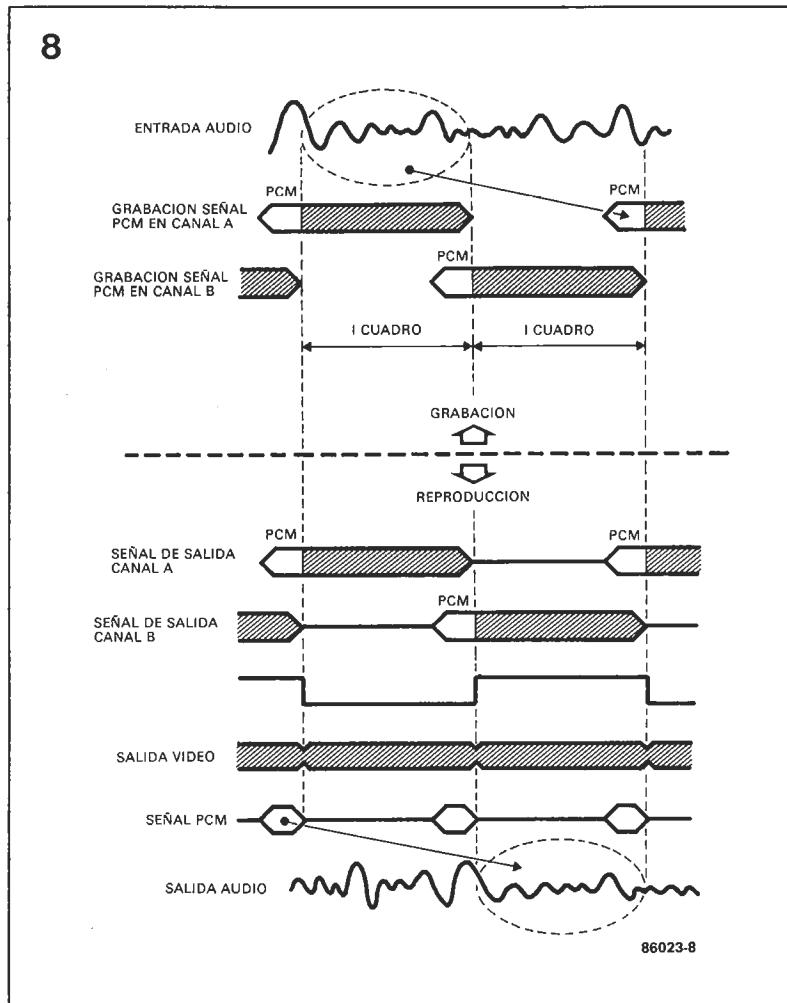 8
ENTRADA AUDIO
PCM
PCM
GRABACION SEÑAL
PCM EN CANAL A
PCM
GRABACION SEÑAL
PCM EN CANAL B
I CUADRO
I CUADRO
GRABACION
REPRODUCCION
PCM
PCM
SEÑAL DE SALIDA
CANAL A
PCM
SEÑAL DE SALIDA
CANAL B
SALIDA VIDEO
SEÑAL PCM
SALIDA AUDIO
86023-8